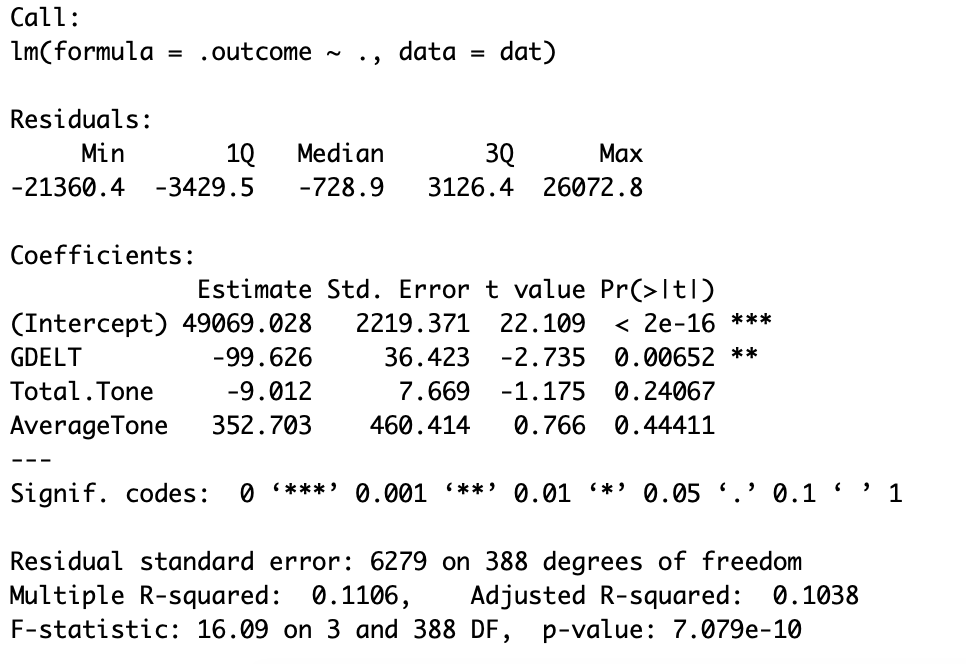 Call:
lm(formula = .outcome ~ ., data = dat)
Residuals:
Min 1Q Median 3Q Max
-21360.4 -3429.5 -728.9 3126.4 26072.8
Coefficients:
Estimate Std. Error t value Pr(>|t|)
(Intercept) 49069.028 2219.371 22.109 < 2e-16 ***
GDELT -99.626 36.423 -2.735 0.00652 **
Total.Tone -9.012 7.669 -1.175 0.24067
AverageTone 352.703 460.414 0.766 0.44411
---
Signif. codes: 0 ‘***’ 0.001 ‘**’ 0.01 ‘*’ 0.05 ‘.’ 0.1 ‘ ’ 1
Residual standard error: 6279 on 388 degrees of freedom
Multiple R-squared: 0.1106, Adjusted R-squared: 0.1038
F-statistic: 16.09 on 3 and 388 DF, p-value: 7.079e-10